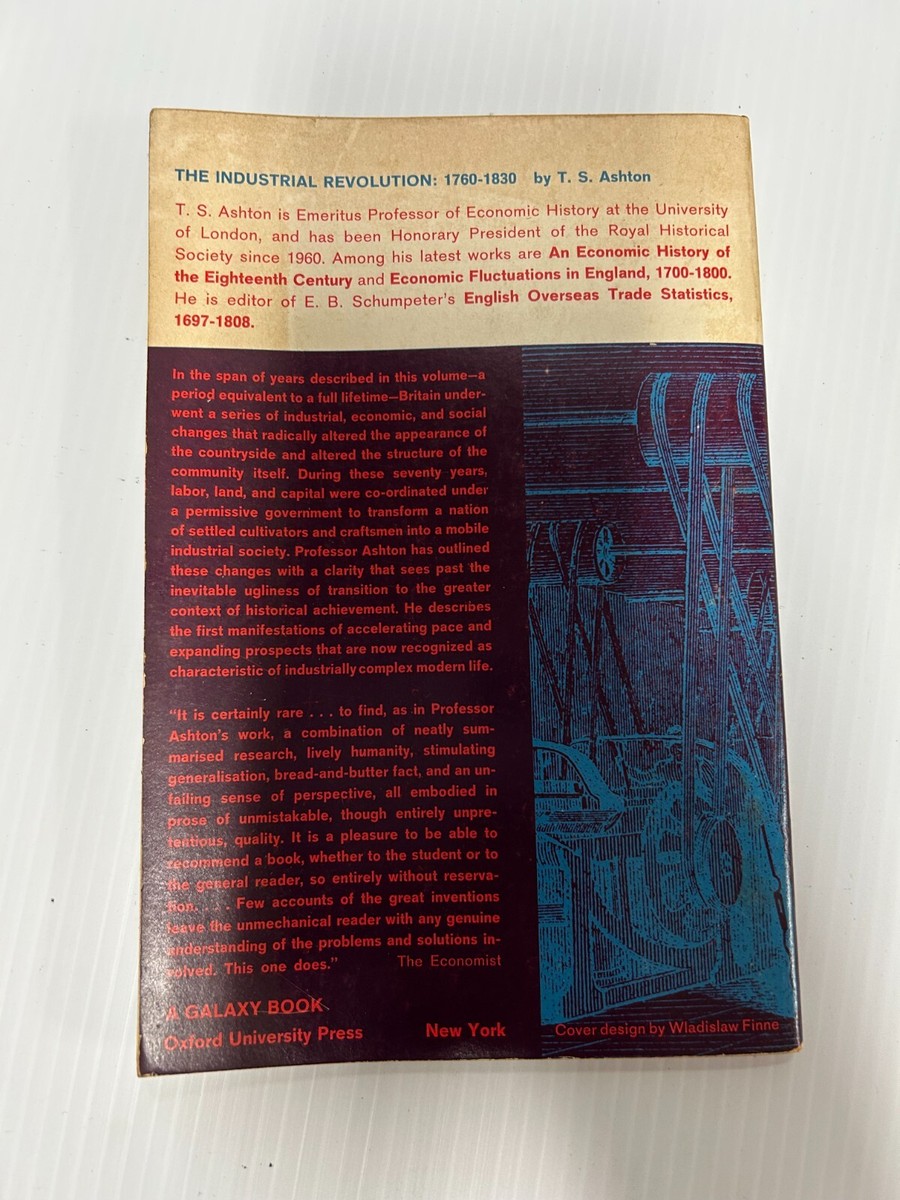 THE INDUSTRIAL REVOLUTION: 1760-1830 by T. S. Ashton
T. S. Ashton is Emeritus Professor of Economic History at the University
of London, and has been Honorary President of the Royal Historical
Society since 1960. Among his latest works are An Economic History of
the Eighteenth Century and Economic Fluctuations in England, 1700-1800.
He is editor of E. B. Schumpeter's English Overseas Trade Statistics,
1697-1808.
In the span of years described in this volume—a
period equivalent to a full lifetime—Britain under-
went a series of industrial, economic, and social
changes that radically altered the appearance of
the countryside and altered the structure of the
community itself. During these seventy years,
labor, land, and capital were co-ordinated under
a permissive government to transform a nation
of settled cultivators and craftsmen into a mobile
industrial society. Professor Ashton has outlined
these changes with a clarity that sees past the
inevitable ugliness of transition to the greater
context of historical achievement. He describes
the first manifestations of accelerating pace and
expanding prospects that are now recognized as
characteristic of industrially complex modern life.
"It is certainly rare . . . to find, as in Professor
Ashton's work, a combination of neatly sum-
marised research, lively humanity, stimulating
generalisation, bread-and-butter fact, and an un-
failing sense of perspective, all embodied in
prose of unmistakable, though entirely unpre-
tentious, quality. It is a pleasure to be able to
recommend a book, whether to the student or to
the general reader, so entirely without reserva-
tion. . . . Few accounts of the great inventions
leave the unmechanical reader with any genuine
understanding of the problems and solutions in-
volved. This one does." The Economist
A GALAXY BOOK
Oxford University Press New York
Cover design by Wladislaw Finne